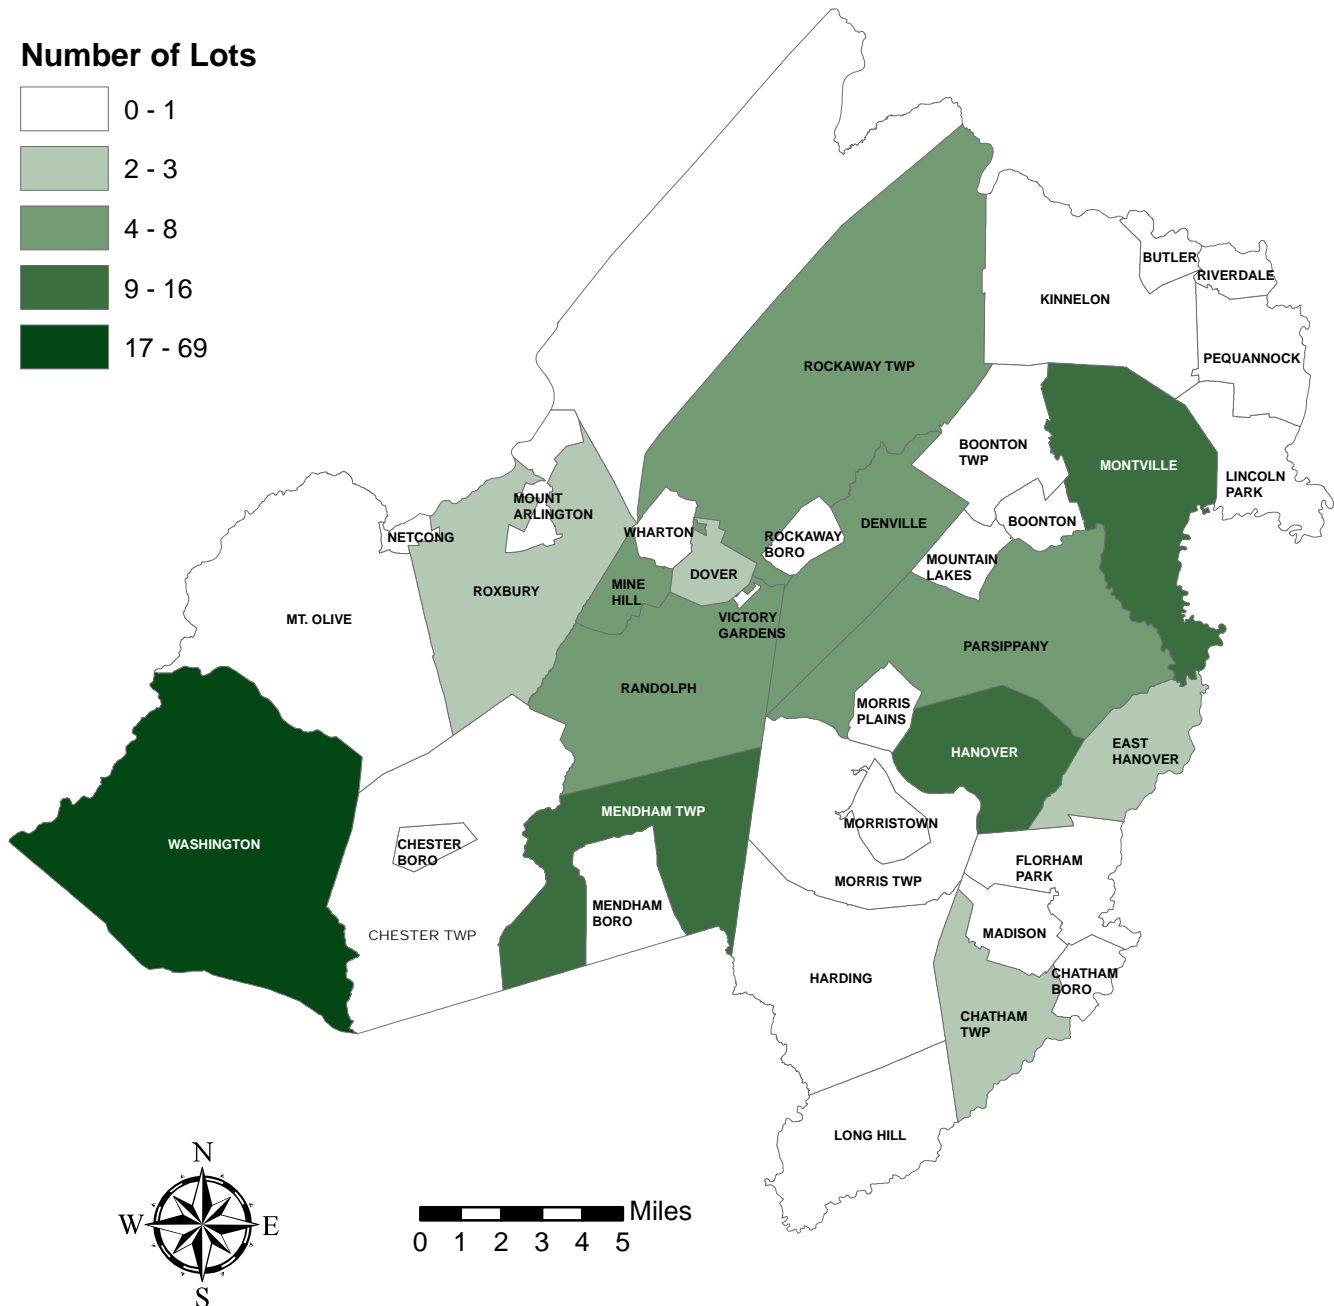 Number of Lots
0 - 1
2 - 3
4 - 8
9 - 16
17 - 69
BUTLER
RIVERDALE
KINNELON
PEQUANNOCK
ROCKAWAY TWP
BOONTON
TWP
MONTVILLE
LINCOLN
PARK
MOUNT
ARLINGTON
NETCONG
WHARTON
ROCKAWAY
BORO
DENVILLE
BOONTON
MOUNTAIN
LAKES
DOVER
MINE
HILL
ROXBURY
VICTORY
GARDENS
MT. OLIVE
PARSIPPANY
RANDOLPH
MORRIS
PLAINS
HANOVER
EAST
HANOVER
MENDHAM TWP
MORRISTOWN
WASHINGTON
CHESTER
BORO
FLORHAM
PARK
MORRIS TWP
MENDHAM
BORO
CHESTER TWP
MADISON
HARDING
CHATHAM
BORO
CHATHAM
TWP
LONG HILL
N
W
E
S
Miles
0 1 2 3 4 5